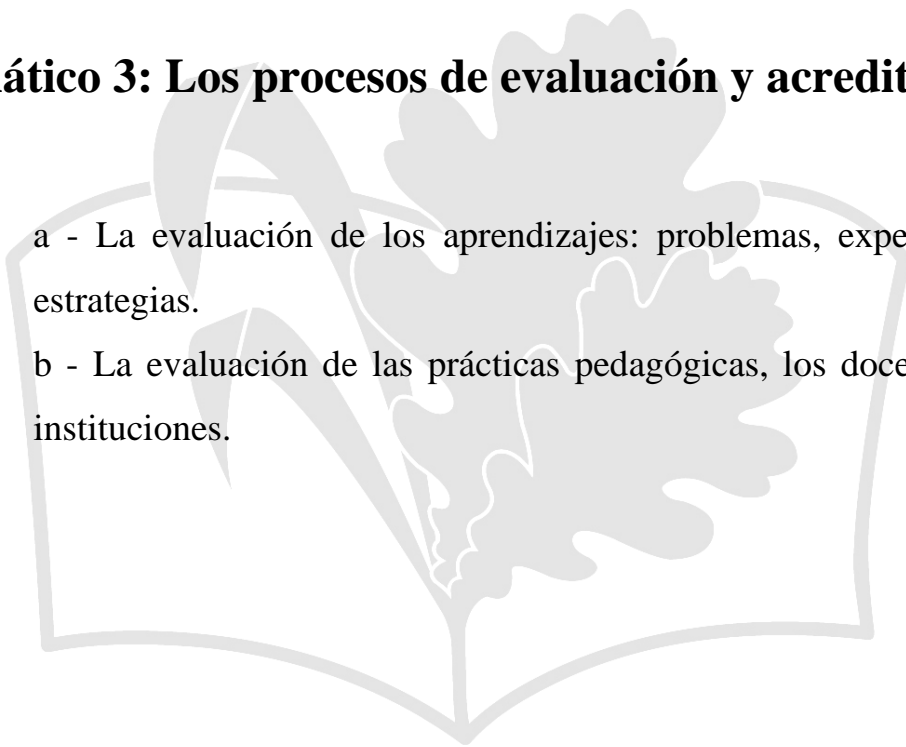 ático 3: Los procesos de evaluación y acredit
a - La evaluación de los aprendizajes: problemas, expe
estrategias.
b - La evaluación de las prácticas pedagógicas, los doce
instituciones.